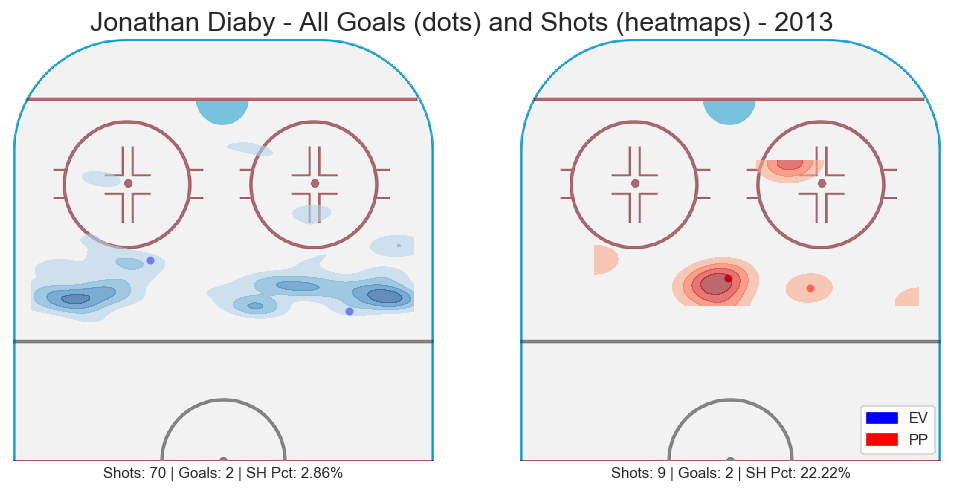 Jonathan Diaby - All Goals (dots) and Shots (heatmaps) - 2013
EV
PP
Shots: 70 | Goals: 2 | SH Pct: 2.86%
Shots: 9 | Goals: 2 | SH Pct: 22.22%